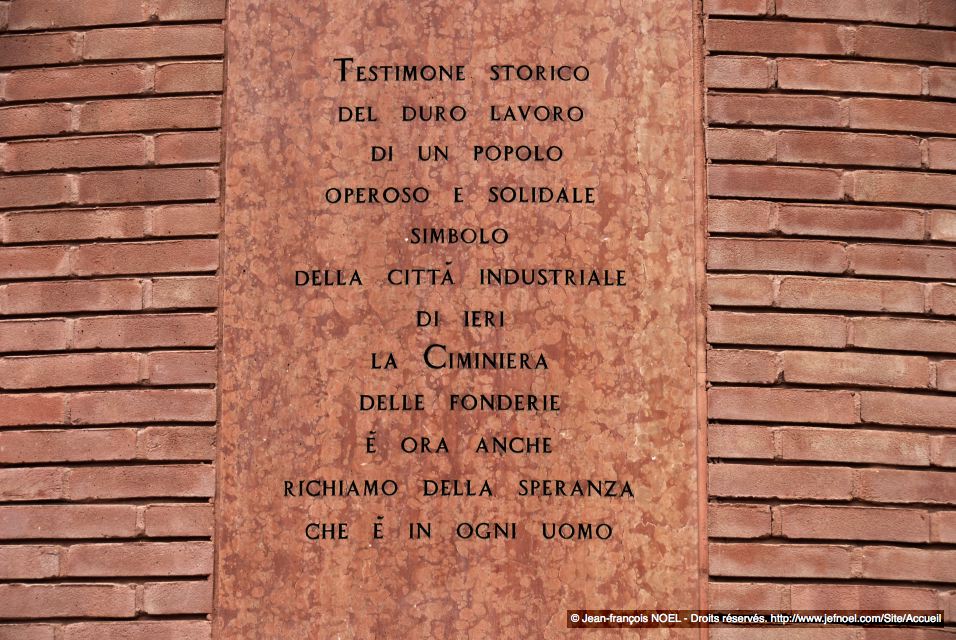 Testimone storico
del duro lavoro
di un popolo
operoso e solidale
simbolo
della città industriale
di ieri
la Ciminiera
delle fonderie
è ora anche
richiamo della speranza
che è in ogni uomo
© Jean-françois NOEL - Droits réservés. http://www.jefnoel.com/Site/Accueil